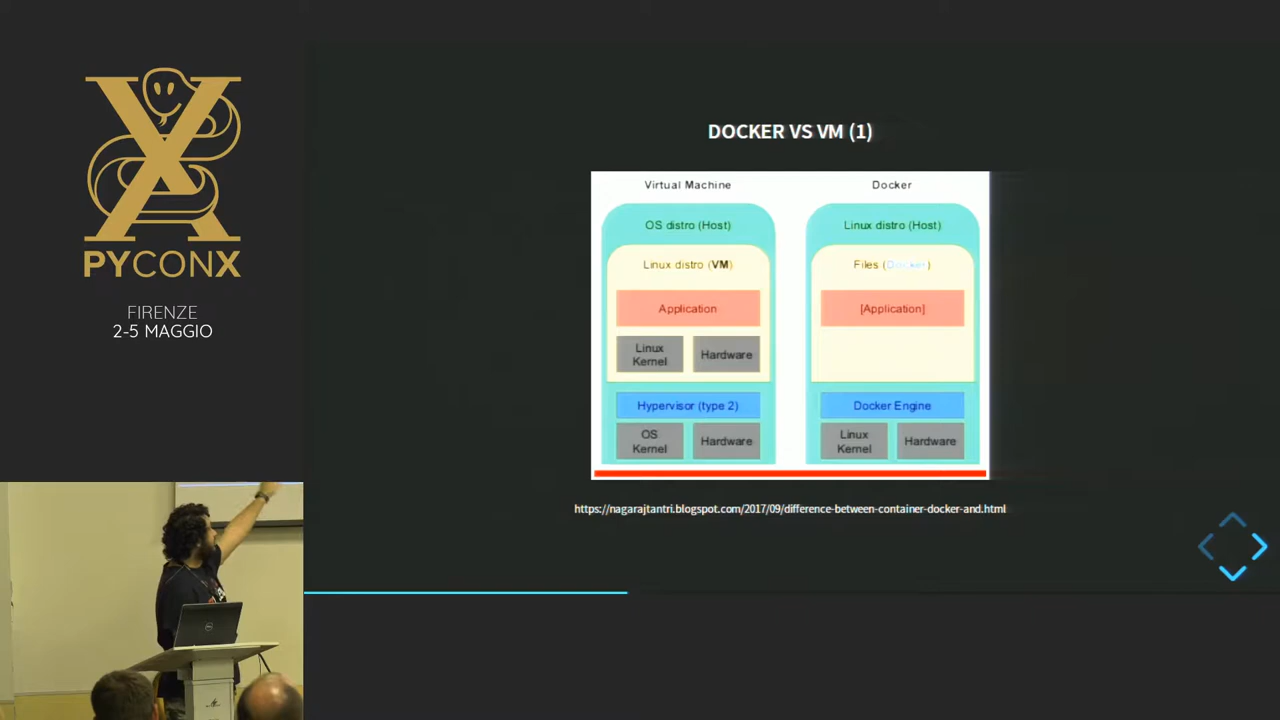 PYCONX
FIRENZE
2-5 MAGGIO
DOCKER VS VM (1)
Virtual Machine
Docker
OS distro (Host)
Linux distro (VM)
Application
Linux
Kernel
Hardware
Hypervisor (type 2)
OS
Kernel
Hardware
Linux distro (Host)
Files (Docker)
[Application]
Docker Engine
Linux
Kernel
Hardware
https://nagarajtantri.blogspot.com/2017/09/difference-between-container-docker-and.html